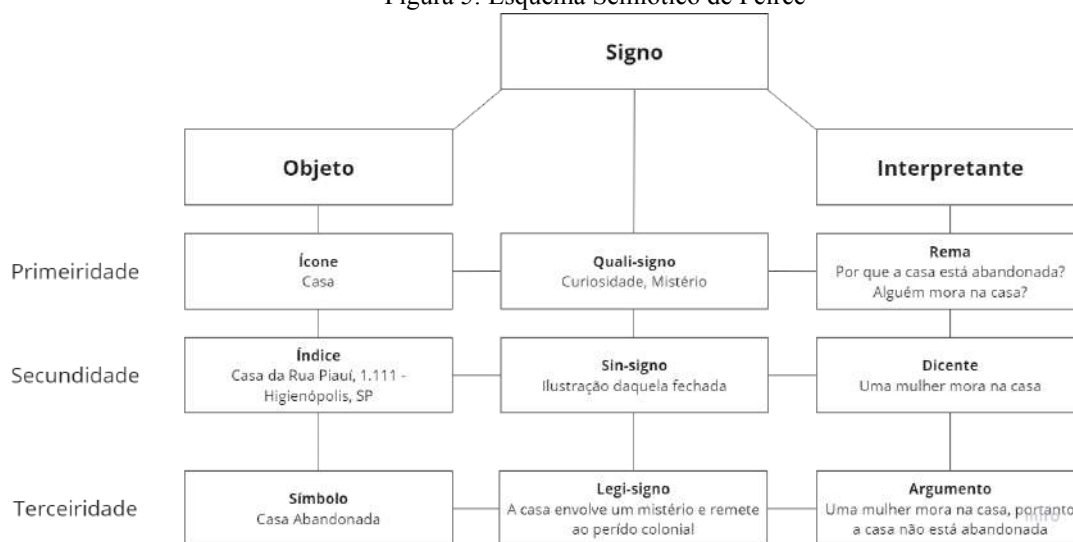 Figura 5: Esquema Semiótico de Peirce
Signo
Objeto
Interpretante
Primeiridade
Ícone
Casa
Quali-signo
Curiosidade, Mistério
Rema
Por que a casa está abandonada?
Alguém mora na casa?
Secundidade
Índice
Casa da Rua Piauí, 1.111 -
Higienópolis, SP
Sin-signo
Ilustração daquela fechada
Dicente
Uma mulher mora na casa
Terceiridade
Símbolo
Casa Abandonada
Legi-signo
A casa envolve um mistério e remete
ao perído colonial
Argumento
Uma mulher mora na casa, portanto
a casa não está abandonada
miro